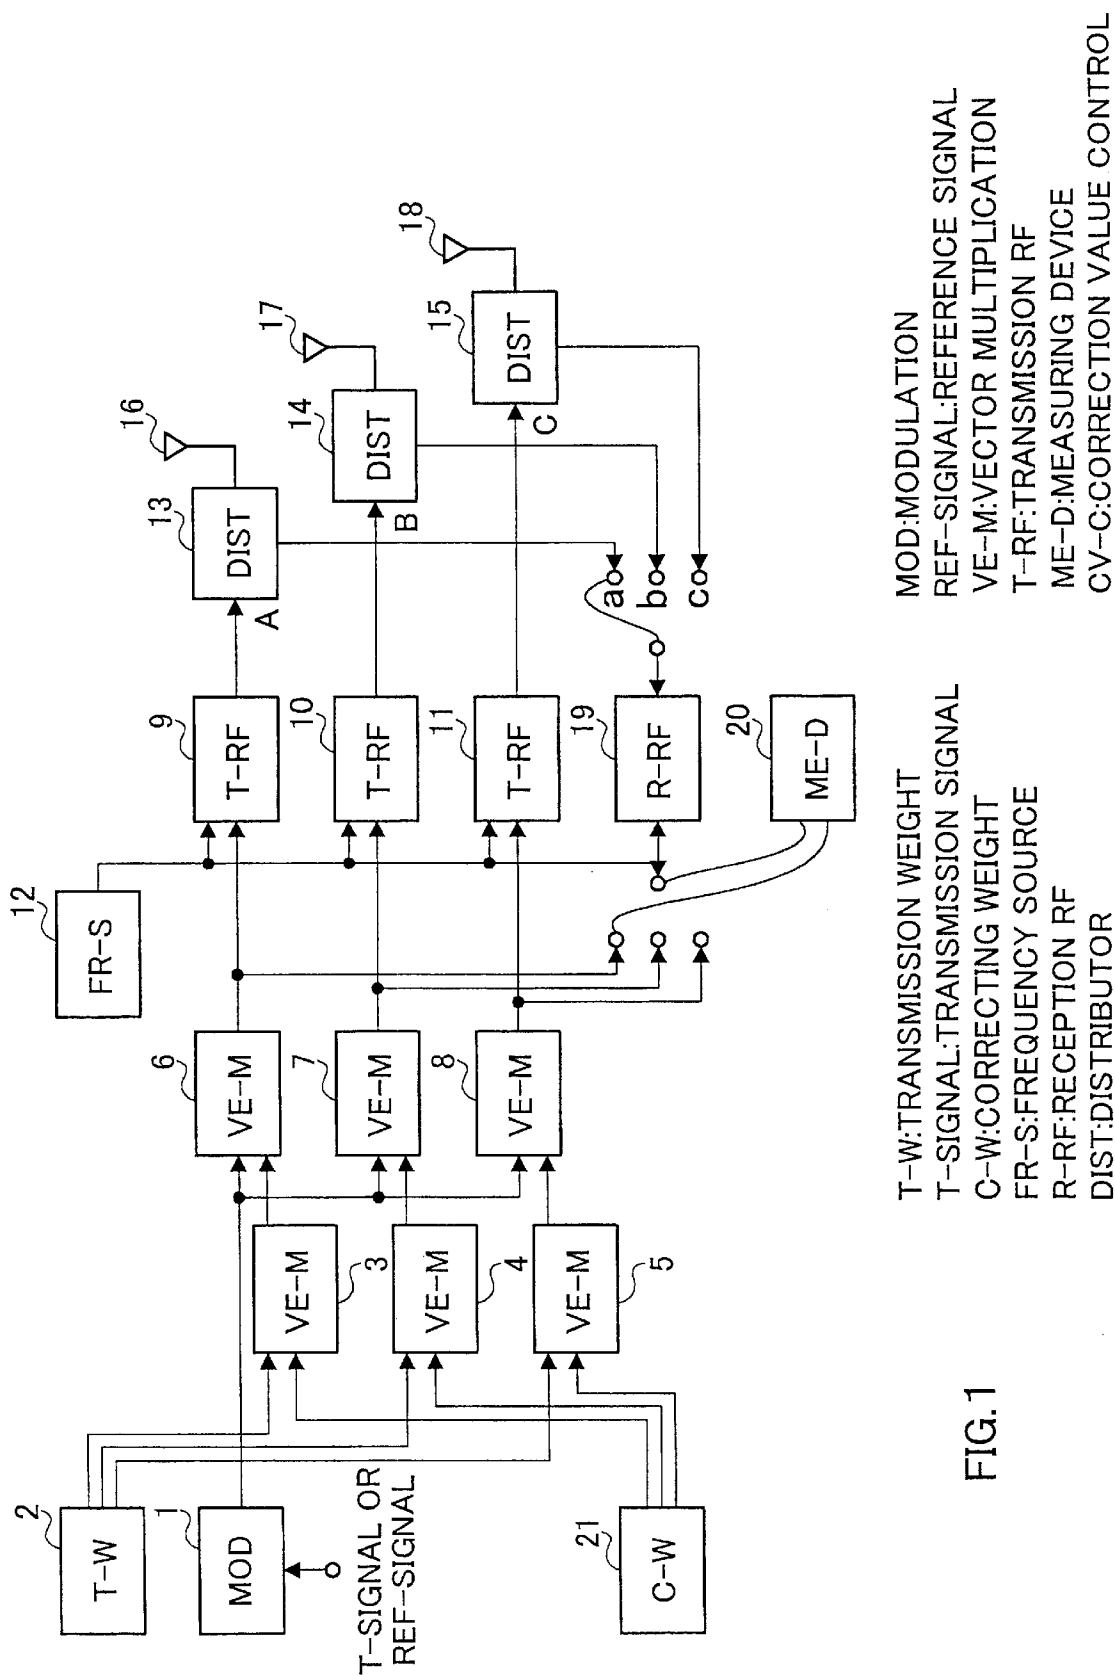 2
T-W
1
MOD
T-SIGNAL OR
REF-SIGNAL
21
C-W
3
VE-M
4
VE-M
5
VE-M
6
VE-M
7
VE-M
8
VE-M
12
FR-S
9
T-RF
10
T-RF
11
T-RF
19
R-RF
20
ME-D
A
B
C
a
b
c
13
DIST
14
DIST
15
DIST
16
17
18
T-W:TRANSMISSION WEIGHT
T-SIGNAL:TRANSMISSION SIGNAL
C-W:CORRECTING WEIGHT
FR-S:FREQUENCY SOURCE
R-RF:RECEPTION RF
DIST:DISTRIBUTOR
MOD:MODULATION
REF-SIGNAL:REFERENCE SIGNAL
VE-M:VECTOR MULTIPLICATION
T-RF:TRANSMISSION RF
ME-D:MEASURING DEVICE
CV-C:CORRECTION VALUE CONTROL
FIG.1